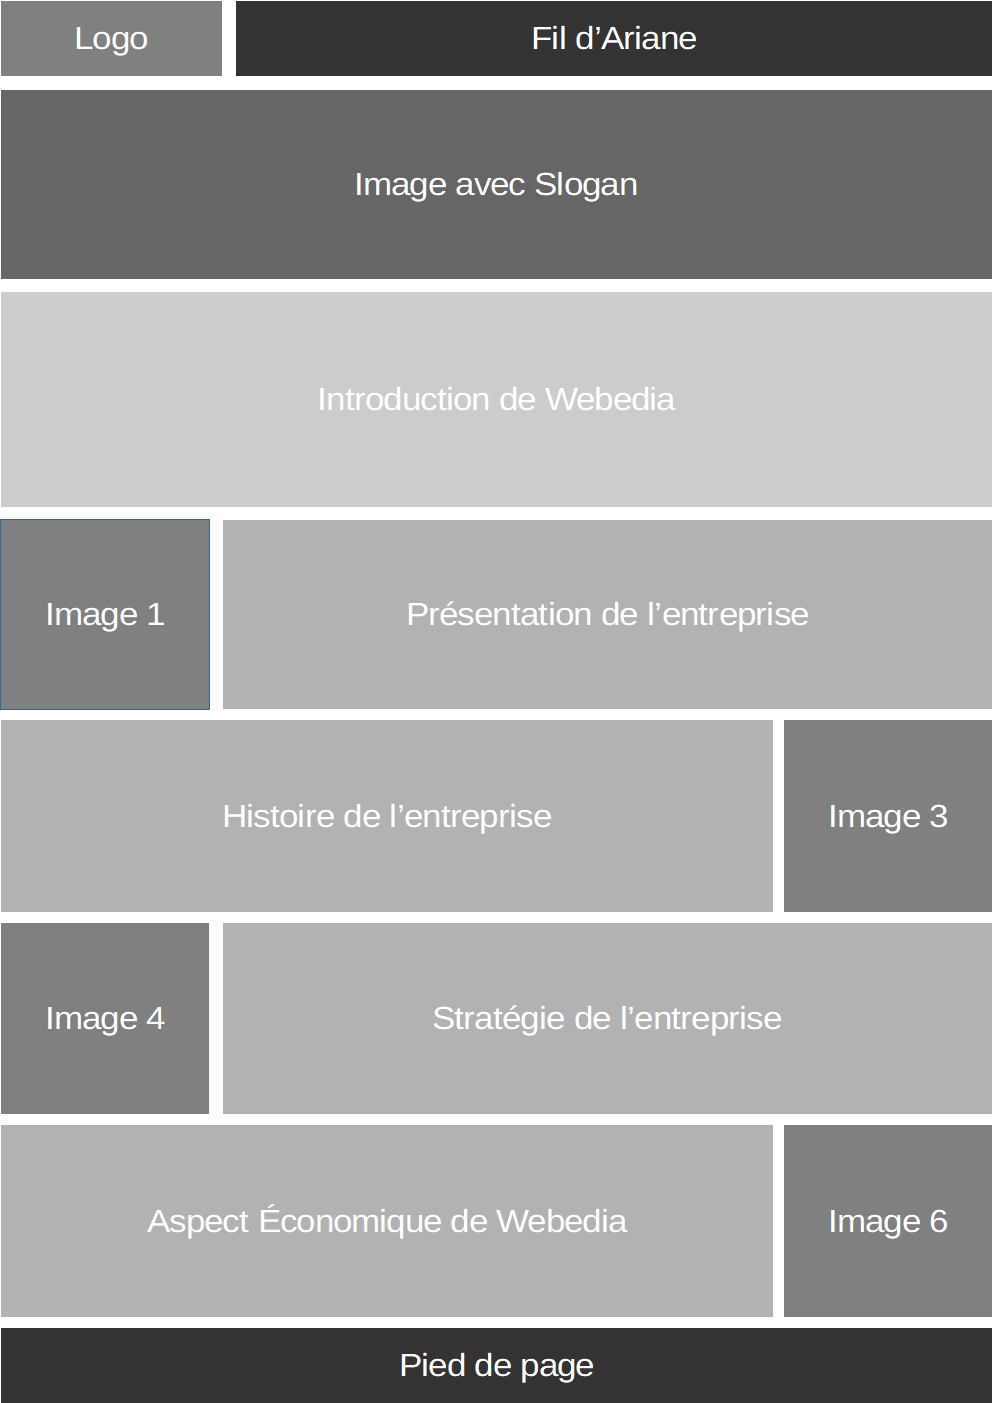 Logo
Fil d’Ariane
Image avec Slogan
Introduction de Webedia
Image 1
Présentation de l’entreprise
Histoire de l’entreprise
Image 3
Image 4
Stratégie de l’entreprise
Aspect Économique de Webedia
Image 6
Pied de page